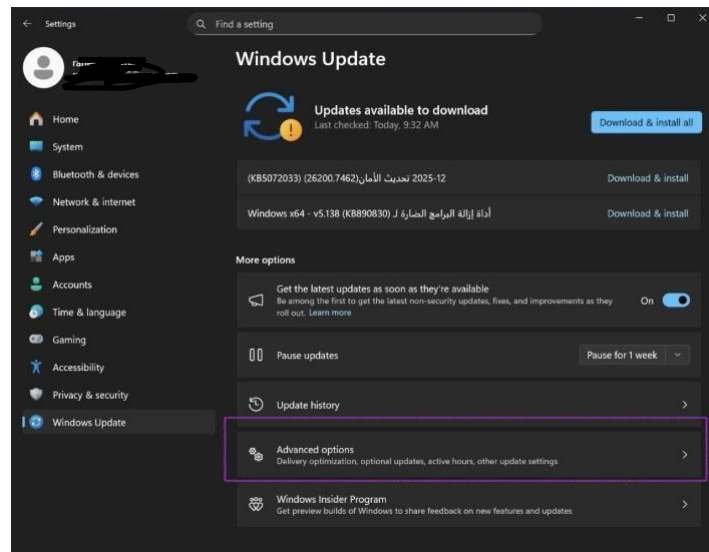 Settings
Find a setting
Home
System
Bluetooth & devices
Network & internet
Personalization
Apps
Accounts
Time & language
Gaming
Accessibility
Privacy & security
Windows Update
Windows Update
Updates available to download
Last checked: Today, 9:32 AM
Download & install all
2025-12 تحديث الأمان(KB5072033) (26200.7462)
Download & install
أداة إزالة البرامج الضارة لـ Windows x64 - v5.138 (KB890830)
Download & install
More options
Get the latest updates as soon as they're available
Be among the first to get the latest non-security updates, fixes, and improvements as they
roll out. Learn more
On
Pause updates
Pause for 1 week
Update history
Advanced options
Delivery optimization, optional updates, active hours, other update settings
Windows Insider Program
Get preview builds of Windows to share feedback on new features and updates